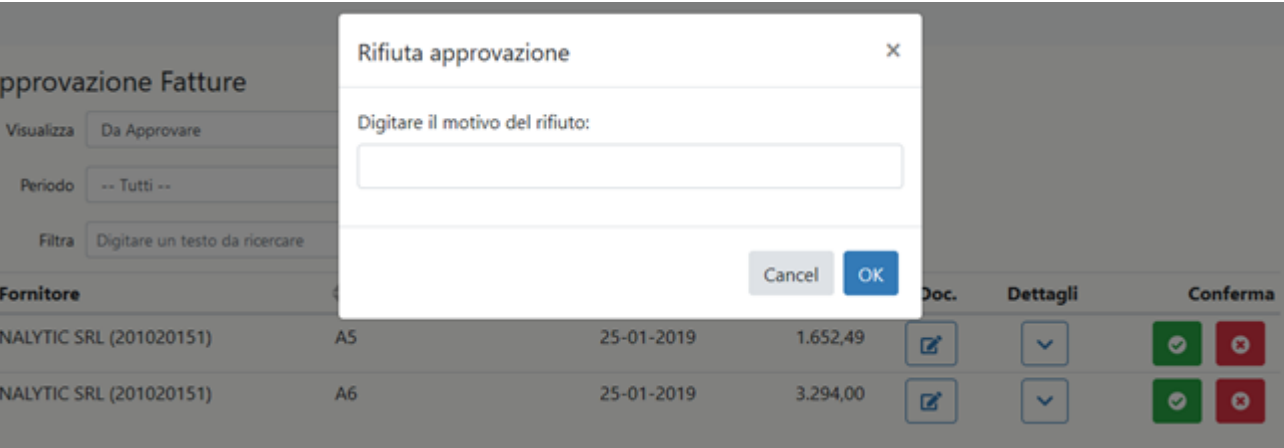 Rifiuta approvazione ×
pprovazione Fatture
Digitare il motivo del rifiuto:
Visualizza Da Approvare
Periodo -- Tutti --
Filtra Digitare un testo da ricercare
Cancel OK
Fornitore Doc. Dettagli Conferma
NALYTIC SRL (201020151) A5 25-01-2019 1.652,49
NALYTIC SRL (201020151) A6 25-01-2019 3.294,00